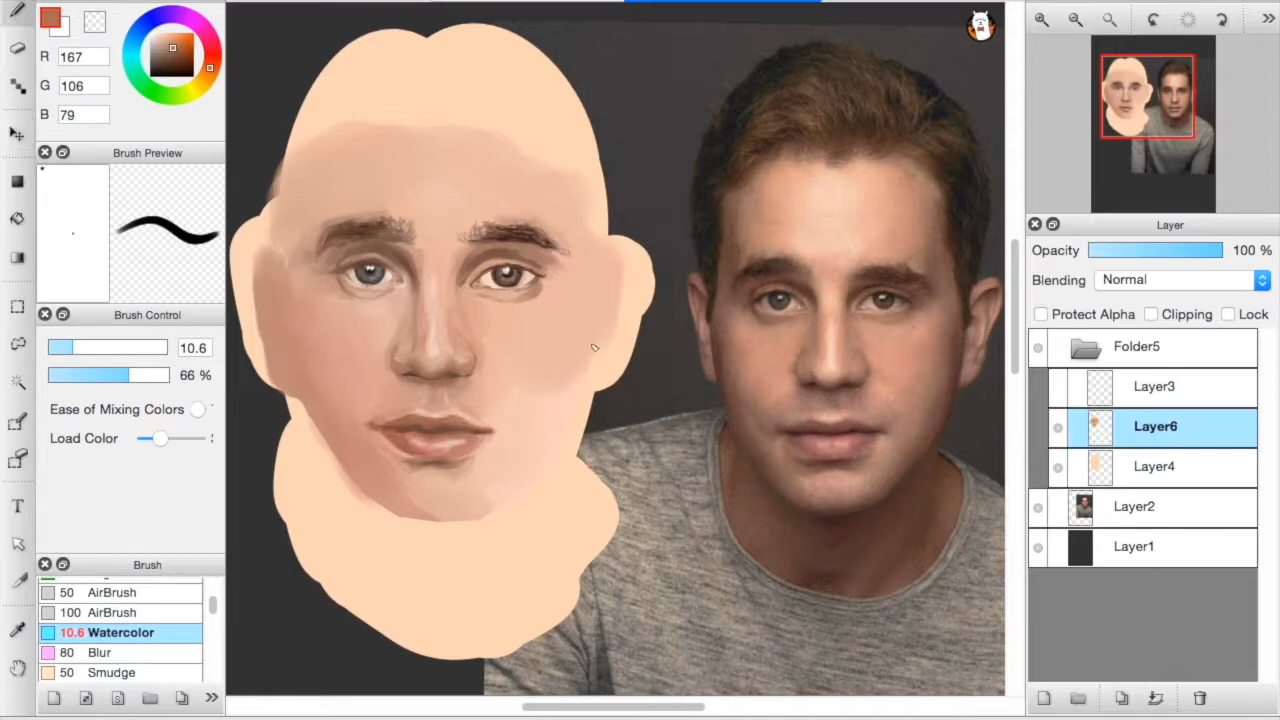 R 167
G 106
B 79
Brush Preview
Brush Control
10.6
66 %
Ease of Mixing Colors
Load Color
Brush
50 AirBrush
100 AirBrush
10.6 Watercolor
80 Blur
50 Smudge
T
Layer
Opacity 100 %
Blending Normal
Protect Alpha Clipping Lock
Folder5
Layer3
Layer6
Layer4
Layer2
Layer1